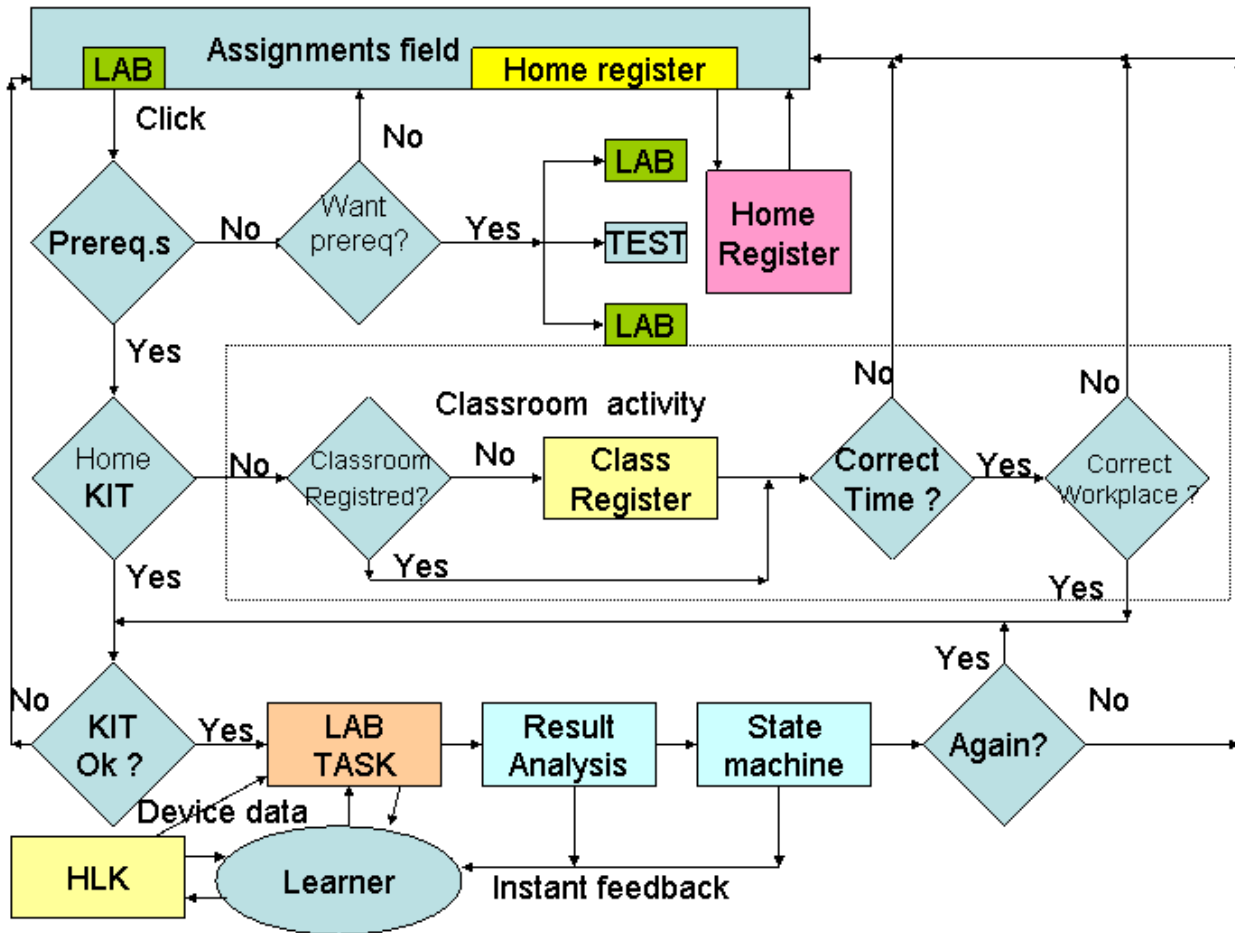 Assignments field
LAB
Home register
Click
No
LAB
Prereq.s
No
Want
prereq?
Yes
TEST
Home
Register
LAB
Yes
Classroom  activity
No
No
Home
KIT
No
Classroom
Registred?
No
Class
Register
Correct
Time ?
Yes
Correct
Workplace ?
Yes
Yes
Yes
No
KIT
Ok ?
Yes
LAB
TASK
Result
Analysis
State
machine
Again?
Yes
No
Device data
HLK
Learner
Instant feedback